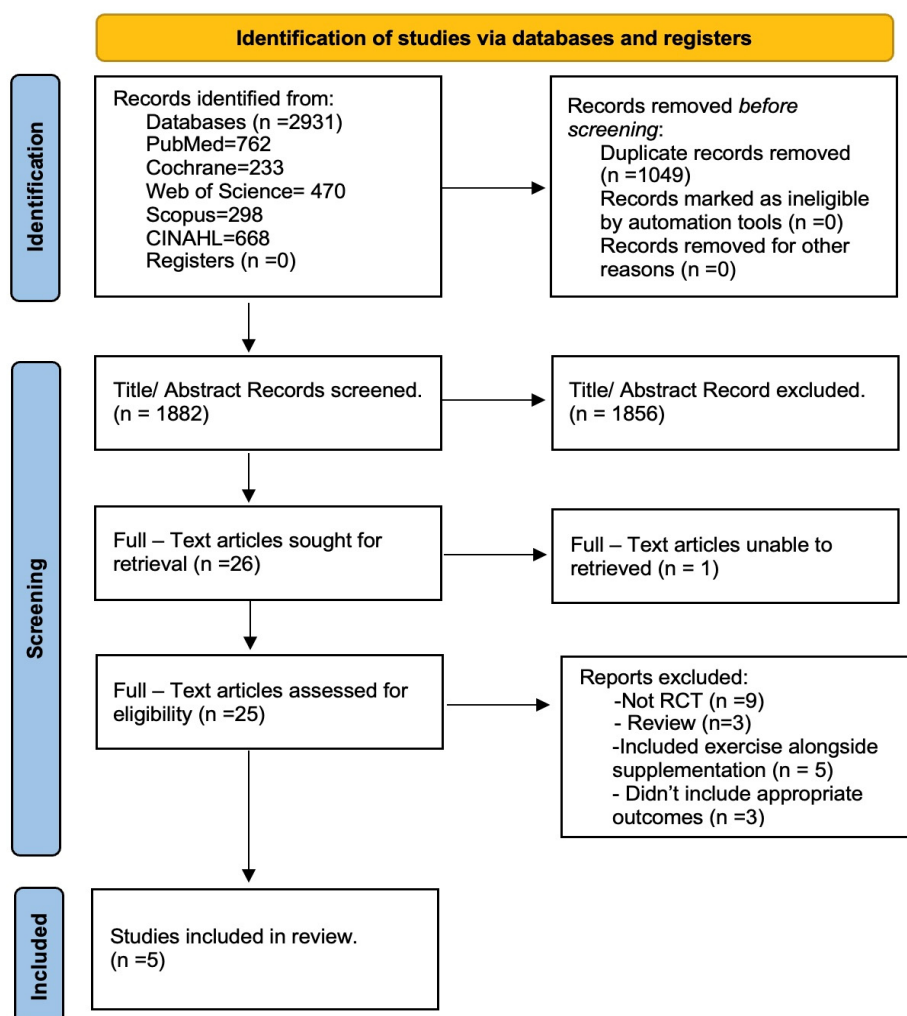 Identification of studies via databases and registers
Identification
Records identified from:
Databases (n =2931)
PubMed=762
Cochrane=233
Web of Science= 470
Scopus=298
CINAHL=668
Registers (n =0)
Records removed before
screening:
Duplicate records removed
(n =1049)
Records marked as ineligible
by automation tools (n =0)
Records removed for other
reasons (n =0)
Screening
Title/ Abstract Records screened.
(n = 1882)
Title/ Abstract Record excluded.
(n = 1856)
Full – Text articles sought for
retrieval (n =26)
Full – Text articles unable to
retrieved (n = 1)
Full – Text articles assessed for
eligibility (n =25)
Reports excluded:
-Not RCT (n =9)
- Review (n=3)
-Included exercise alongside
supplementation (n = 5)
- Didn’t include appropriate
outcomes (n =3)
Included
Studies included in review.
(n =5)